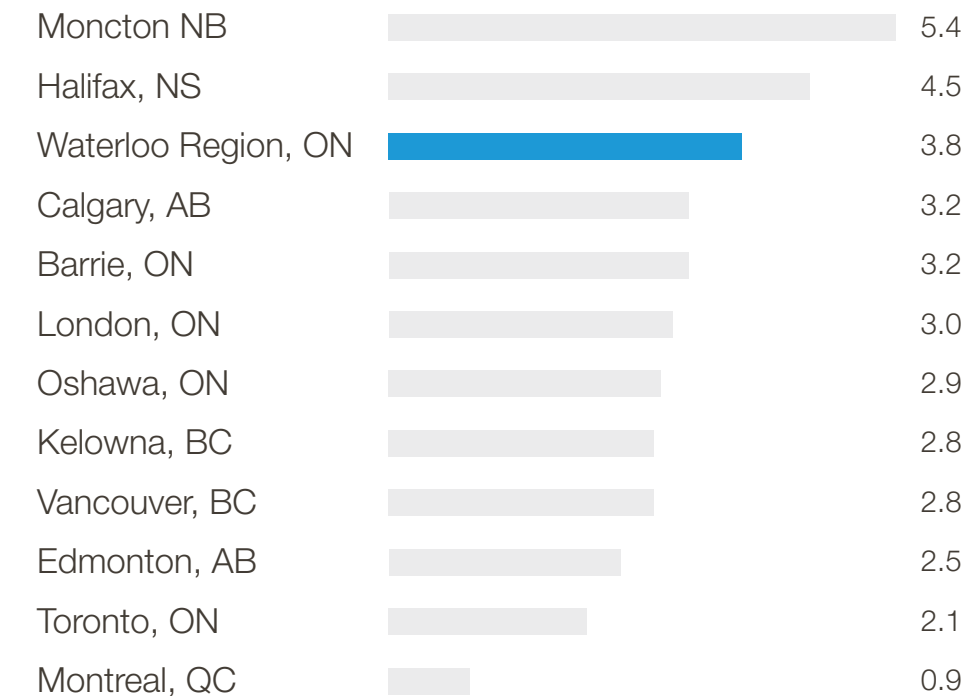 Moncton NB 5.4
Halifax, NS 4.5
Waterloo Region, ON 3.8
Calgary, AB 3.2
Barrie, ON 3.2
London, ON 3.0
Oshawa, ON 2.9
Kelowna, BC 2.8
Vancouver, BC 2.8
Edmonton, AB 2.5
Toronto, ON 2.1
Montreal, QC 0.9